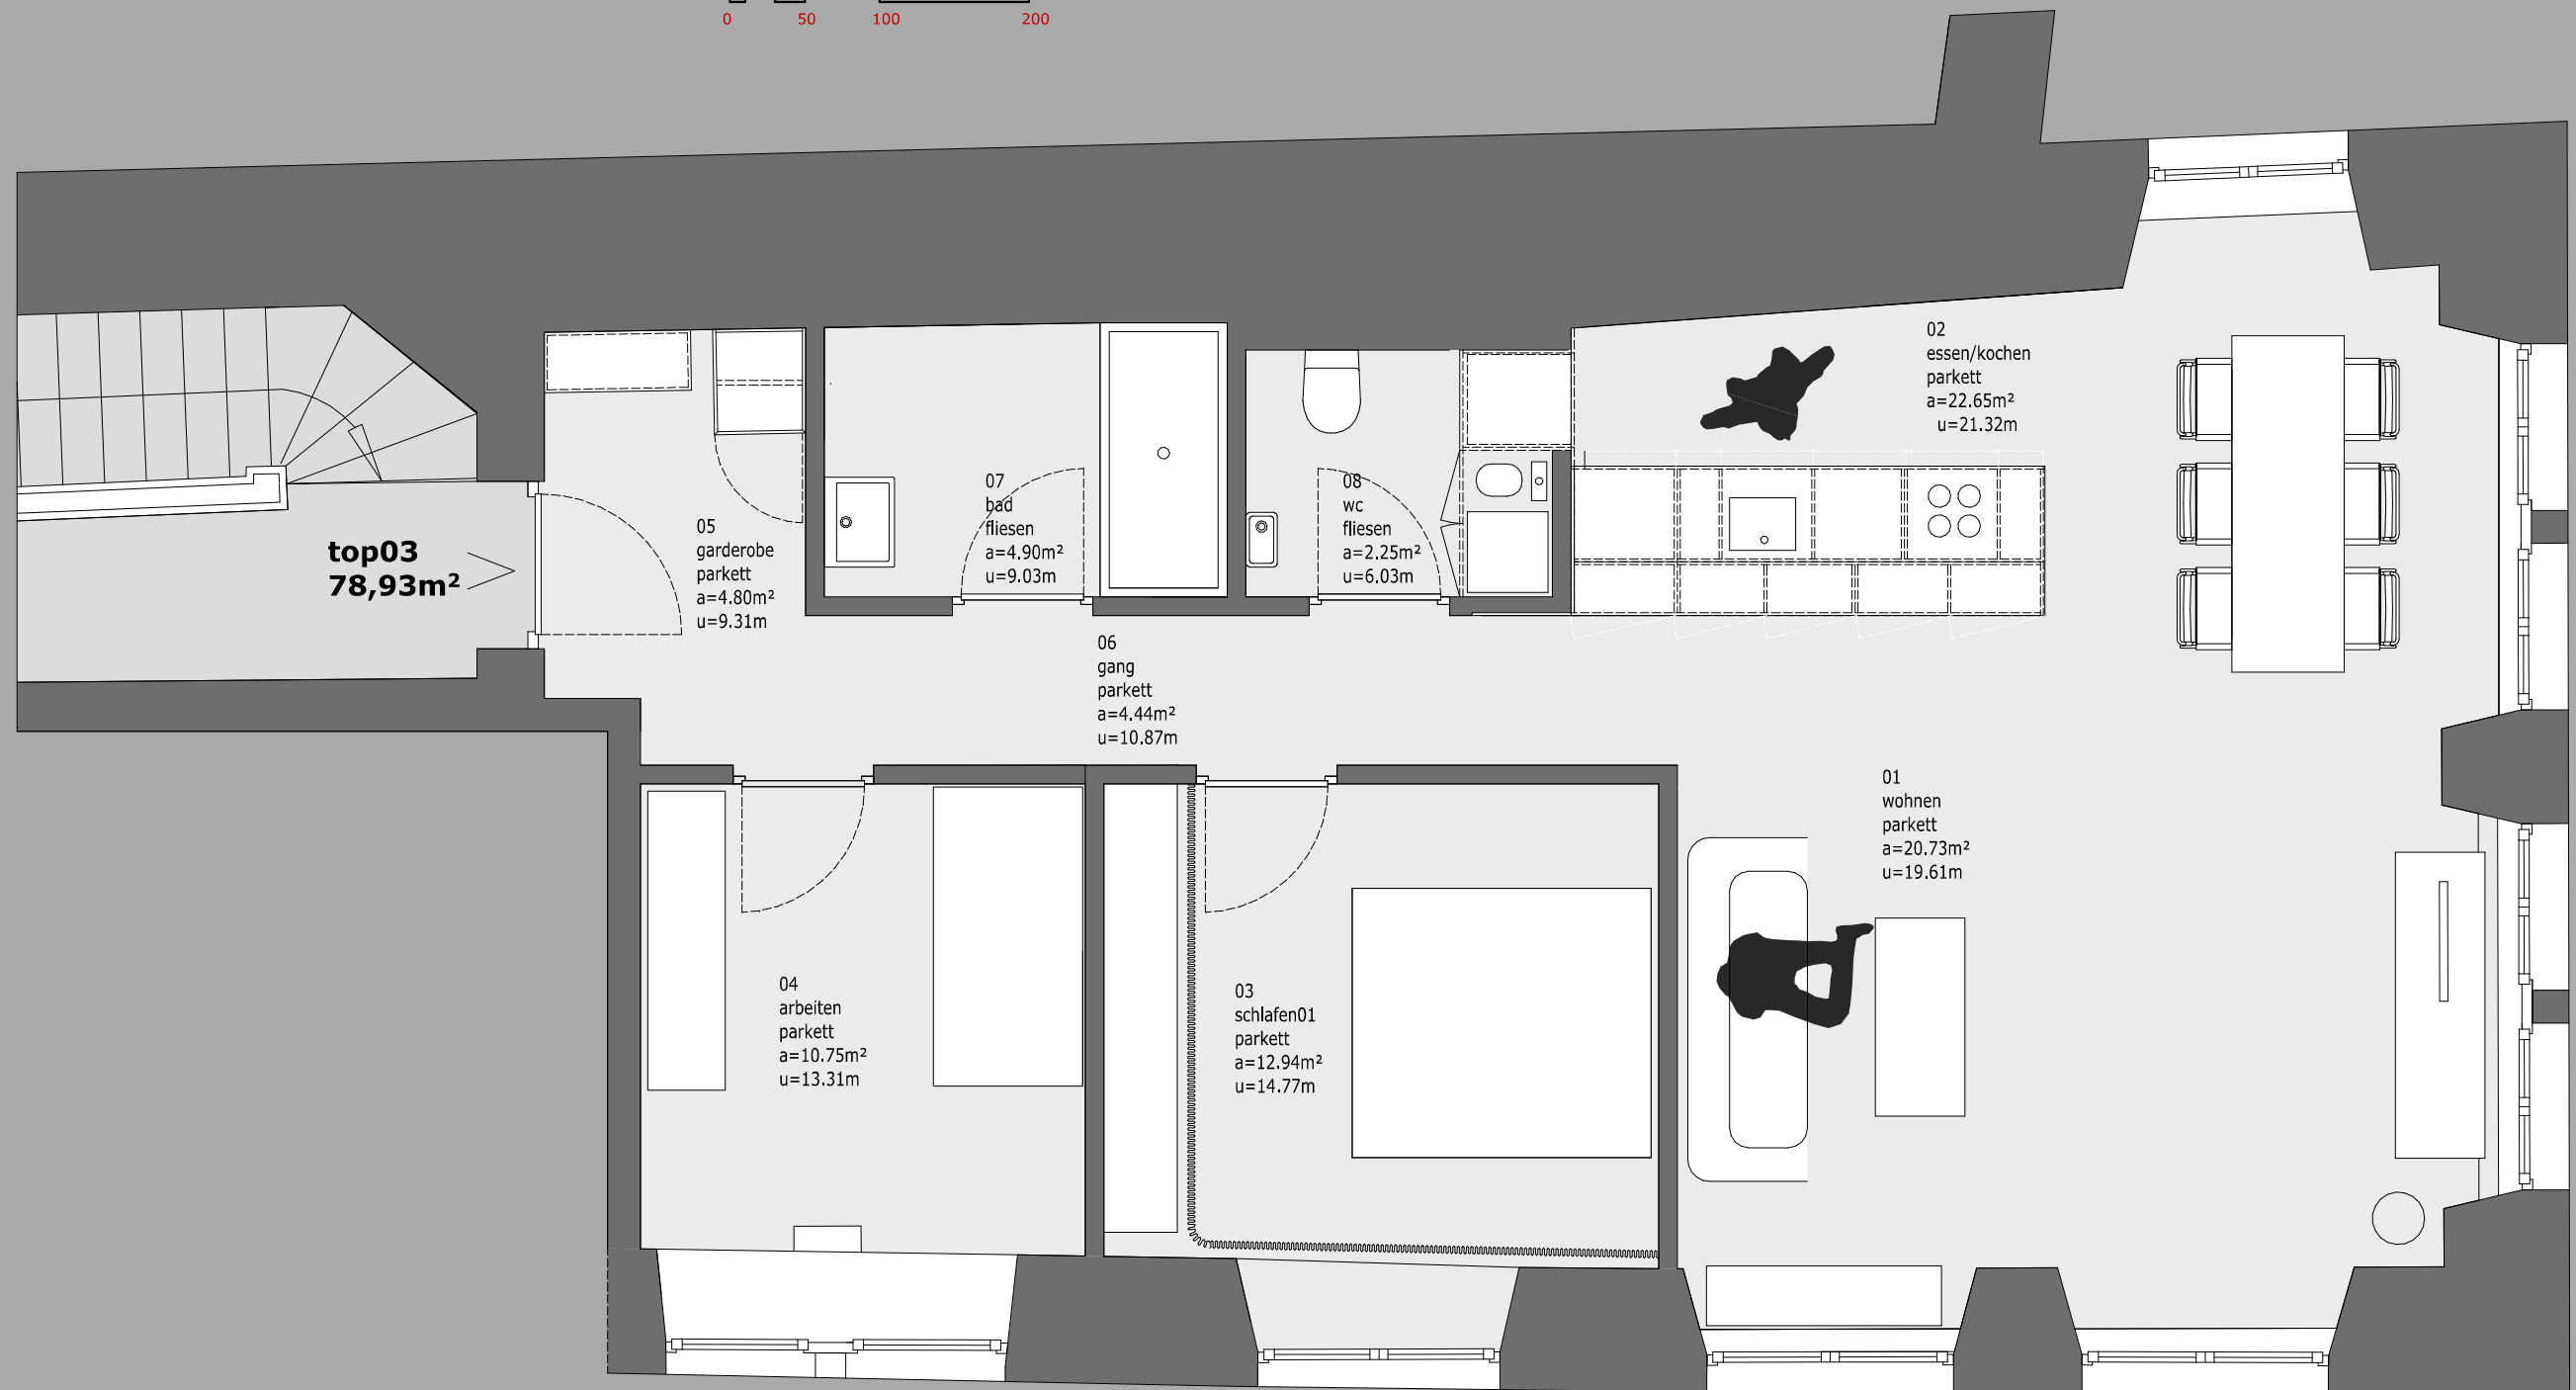 0 50 100 200
02
essen/kochen
parkett
a=22.65m²
u=21.32m
07
bad
fliesen
a=4.90m²
u=9.03m
08
wc
fliesen
a=2.25m²
u=6.03m
05
garderobe
parkett
a=4.80m²
u=9.31m
top03
78,93m²
06
gang
parkett
a=4.44m²
u=10.87m
01
wohnen
parkett
a=20.73m²
u=19.61m
04
arbeiten
parkett
a=10.75m²
u=13.31m
03
schlafen01
parkett
a=12.94m²
u=14.77m